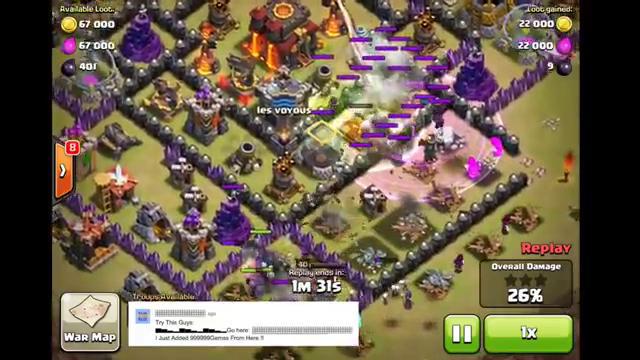 Available Loot:
67 000
67 000
401
Loot gained:
22 000
22 000
9
8
les voyous
Replay
Replay ends in:
1M 31S
Overall Damage
26%
Troops Available
War Map
1x
ago
Try This Guys:
Go here:
I Just Added 999999Gemss From Here !!